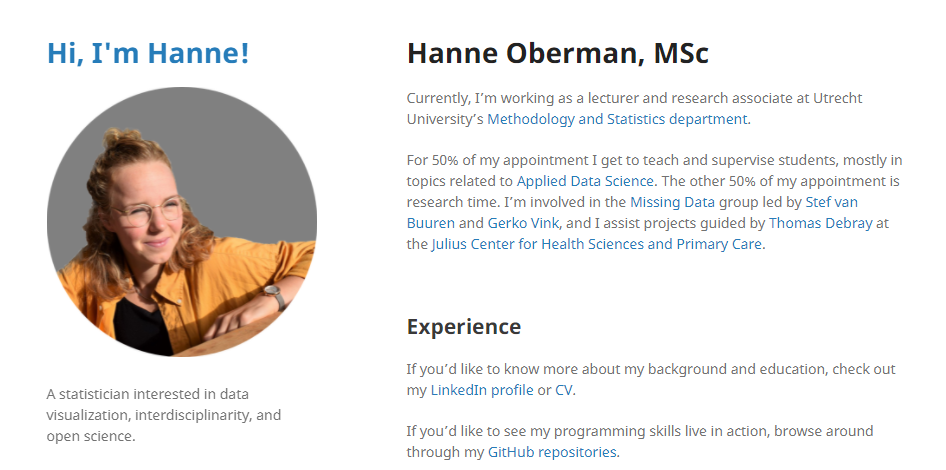 Hi, I'm Hanne!
A statistician interested in data
visualization, interdisciplinarity, and
open science.
Hanne Oberman, MSc
Currently, I’m working as a lecturer and research associate at Utrecht
University’s Methodology and Statistics department.
For 50% of my appointment I get to teach and supervise students, mostly in
topics related to Applied Data Science. The other 50% of my appointment is
research time. I’m involved in the Missing Data group led by Stef van
Buuren and Gerko Vink, and I assist projects guided by Thomas Debray at
the Julius Center for Health Sciences and Primary Care.
Experience
If you’d like to know more about my background and education, check out
my LinkedIn profile or CV.
If you’d like to see my programming skills live in action, browse around
through my GitHub repositories.